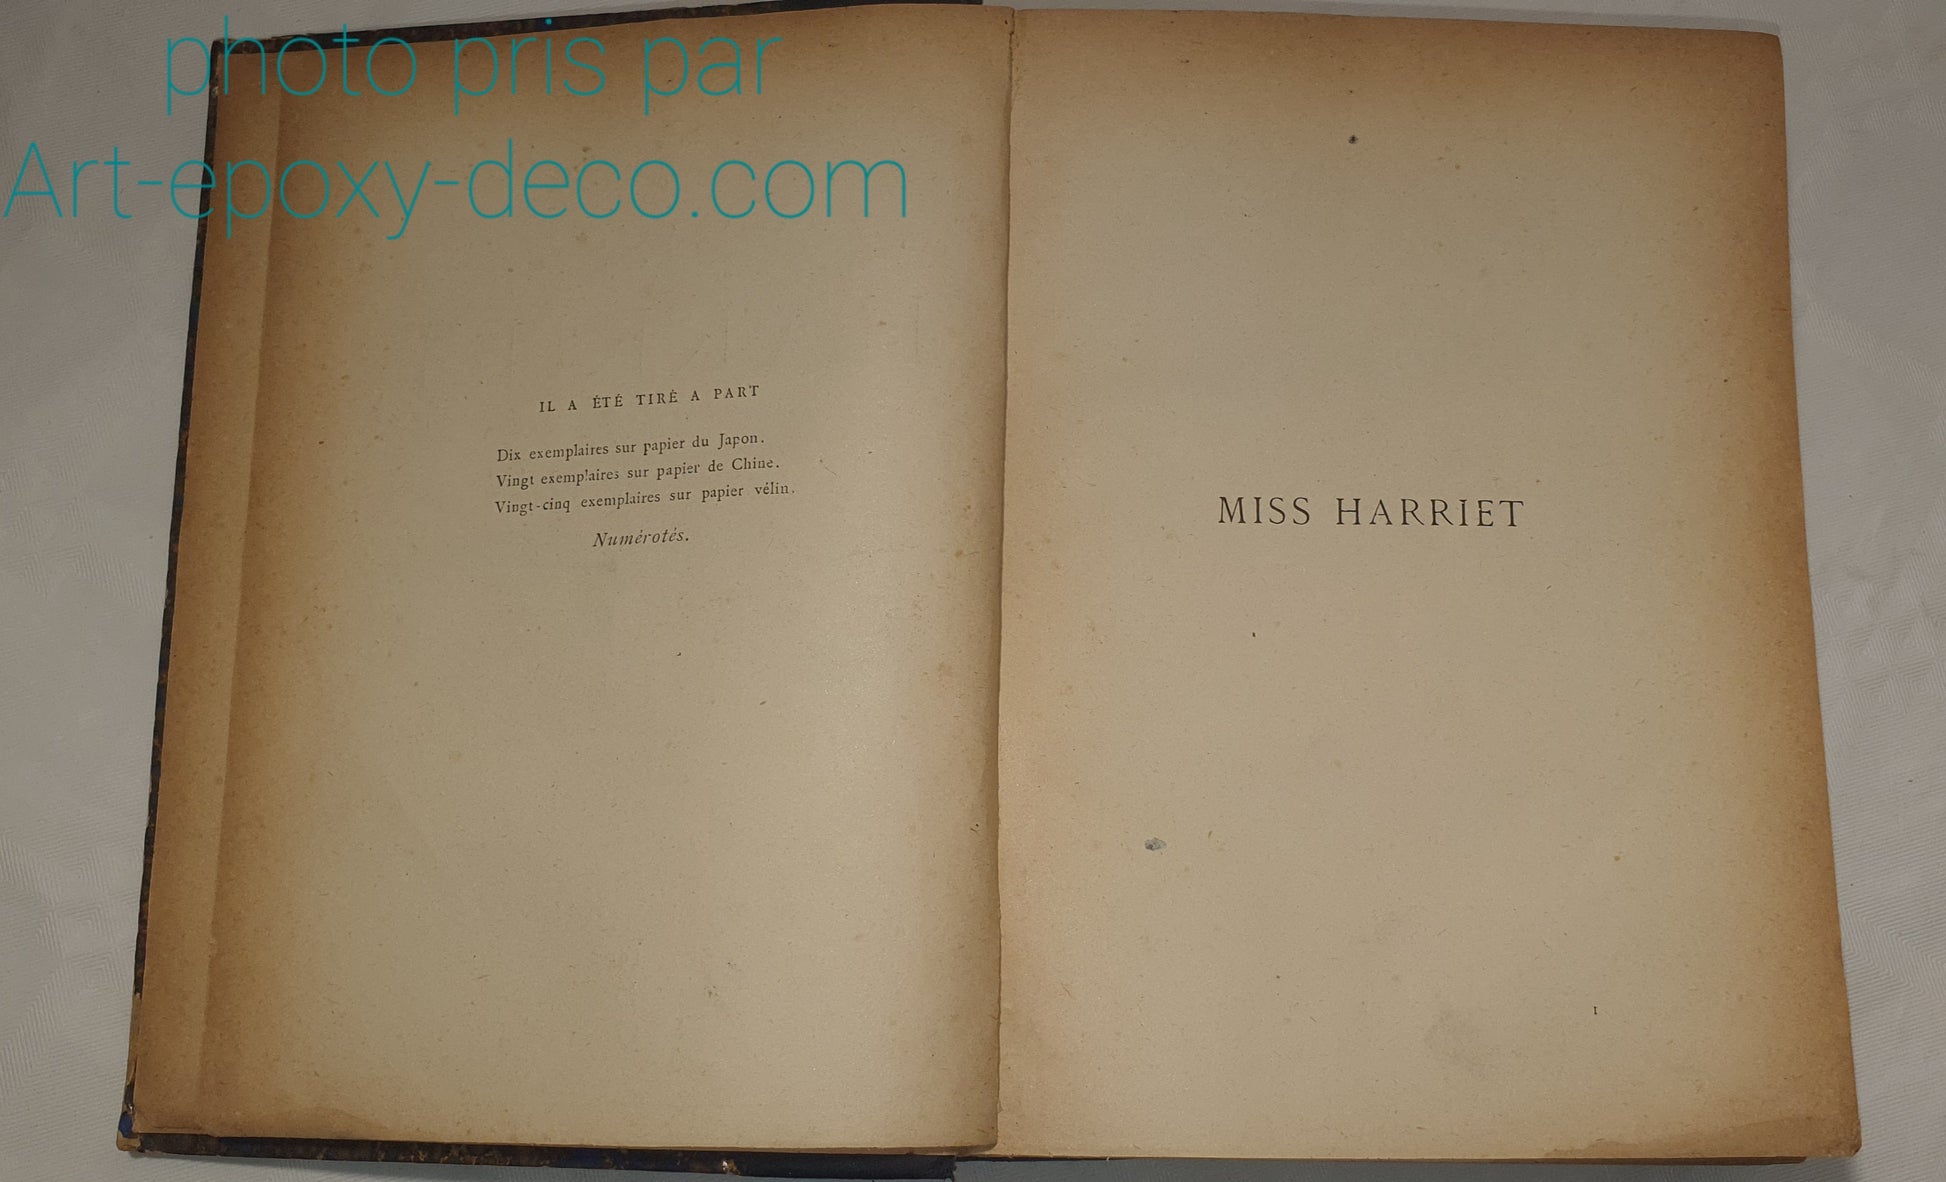 photo pris par
Art-epoxy-deco.com
IL A ÉTÉ TIRÉ A PART
Dix exemplaires sur papier du Japon.
Vingt exemplaires sur papier de Chine.
Vingt-cinq exemplaires sur papier vélin.
Numérotés.
MISS HARRIET
1